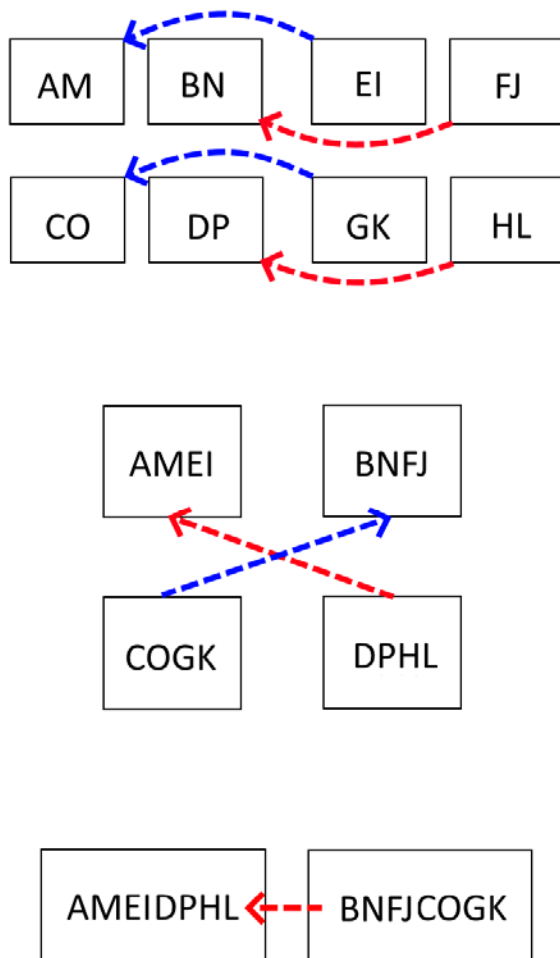 AM BN EI FJ
CO DP GK HL
AMEI BNFJ
COGK DPHL
AMEIDPHL BNFJCOGK